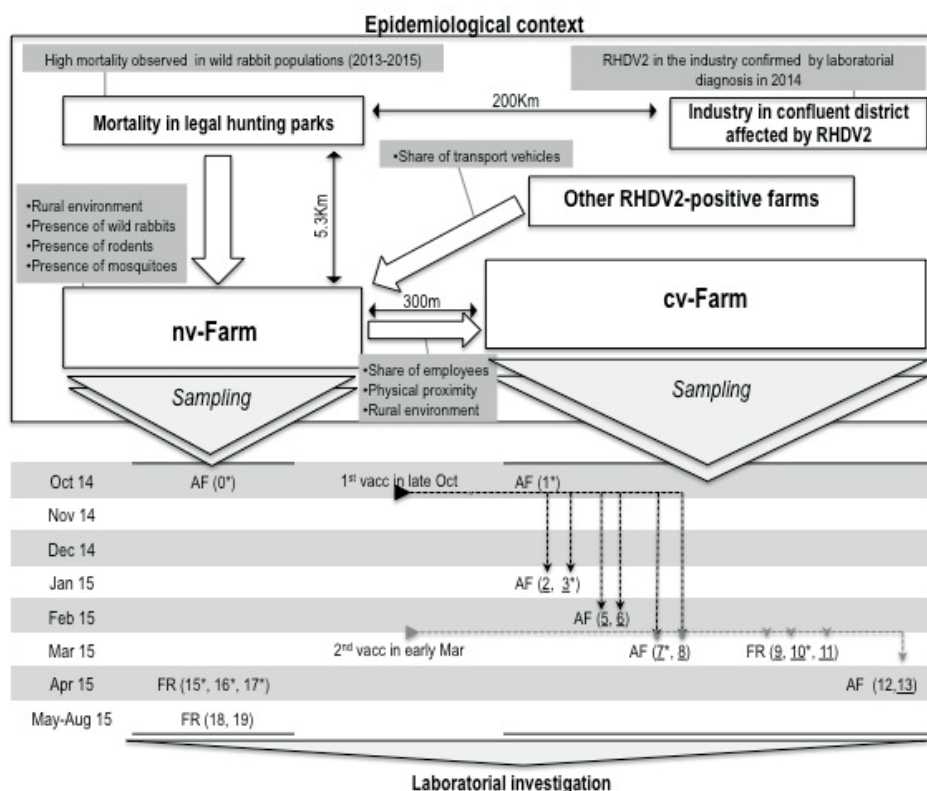 Epidemiological context
High mortality observed in wild rabbit populations (2013-2015)
RHDV2 in the industry confirmed by laboratorial
diagnosis in 2014
200Km
Mortality in legal hunting parks
Industry in confluent district
affected by RHDV2
•Share of transport vehicles
5.3Km
Other RHDV2-positive farms
•Rural environment
•Presence of wild rabbits
•Presence of rodents
•Presence of mosquitoes
300m
nv-Farm
cv-Farm
•Share of employees
•Physical proximity
•Rural environment
Sampling
Sampling
Oct 14 AF (0*) 1st vacc in late Oct AF (1*)
Nov 14
Dec 14
Jan 15 AF (2, 3*)
Feb 15 AF (5, 6)
Mar 15 2nd vacc in early Mar AF (7*, 8) FR (9, 10*, 11)
Apr 15 FR (15*, 16*, 17*) AF (12,13)
May-Aug 15 FR (18, 19)
Laboratorial investigation